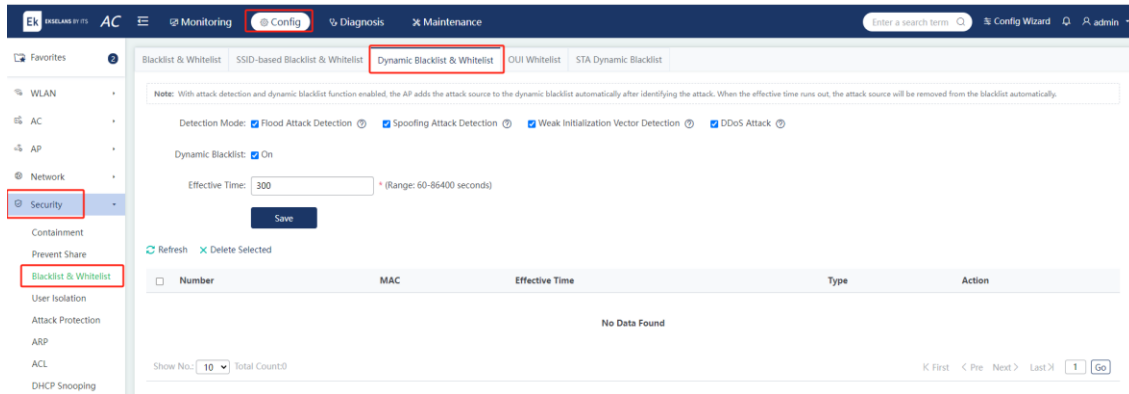 Ek EKSELANS BY ITS AC Monitoring Config Diagnosis Maintenance Enter a search term Config Wizard admin
Favorites 2
WLAN
AC
AP
Network
Security
Containment
Prevent Share
Blacklist & Whitelist
User Isolation
Attack Protection
ARP
ACL
DHCP Snooping
Blacklist & Whitelist SSID-based Blacklist & Whitelist Dynamic Blacklist & Whitelist OUI Whitelist STA Dynamic Blacklist
Note: With attack detection and dynamic blacklist function enabled, the AP adds the attack source to the dynamic blacklist automatically after identifying the attack. When the effective time runs out, the attack source will be removed from the blacklist automatically.
Detection Mode: Flood Attack Detection ? Spoofing Attack Detection ? Weak Initialization Vector Detection ? DDoS Attack ?
Dynamic Blacklist: On
Effective Time: 300 * (Range: 60-86400 seconds)
Save
Refresh Delete Selected
Number MAC Effective Time Type Action
No Data Found
Show No.: 10 Total Count:0 First Pre Next Last 1 Go